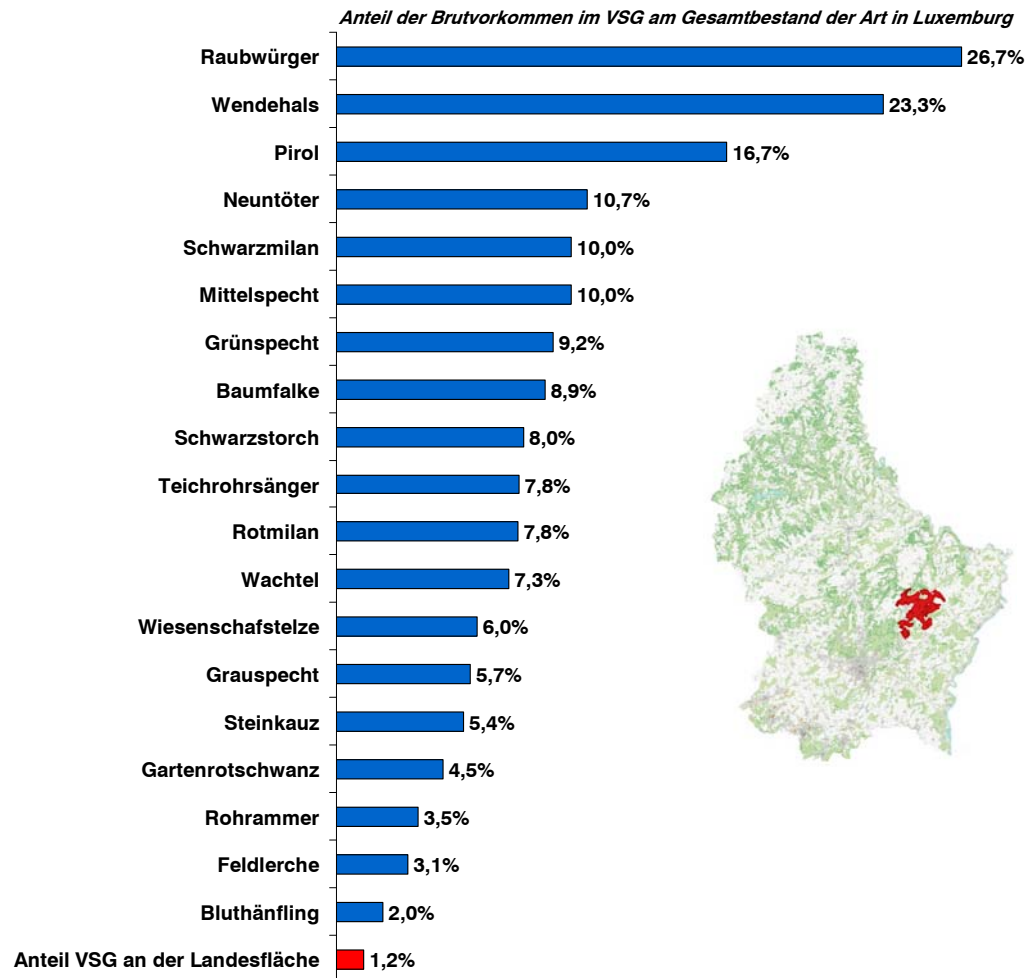 Anteil der Brutvorkommen im VSG am Gesamtbestand der Art in Luxemburg
Raubwürger 26,7%
Wendehals 23,3%
Pirol 16,7%
Neuntöter 10,7%
Schwarzmilan 10,0%
Mittelspecht 10,0%
Grünspecht 9,2%
Baumfalke 8,9%
Schwarzstorch 8,0%
Teichrohrsänger 7,8%
Rotmilan 7,8%
Wachtel 7,3%
Wiesenschafstelze 6,0%
Grauspecht 5,7%
Steinkauz 5,4%
Gartenrotschwanz 4,5%
Rohrammer 3,5%
Feldlerche 3,1%
Bluthänfling 2,0%
Anteil VSG an der Landesfläche 1,2%